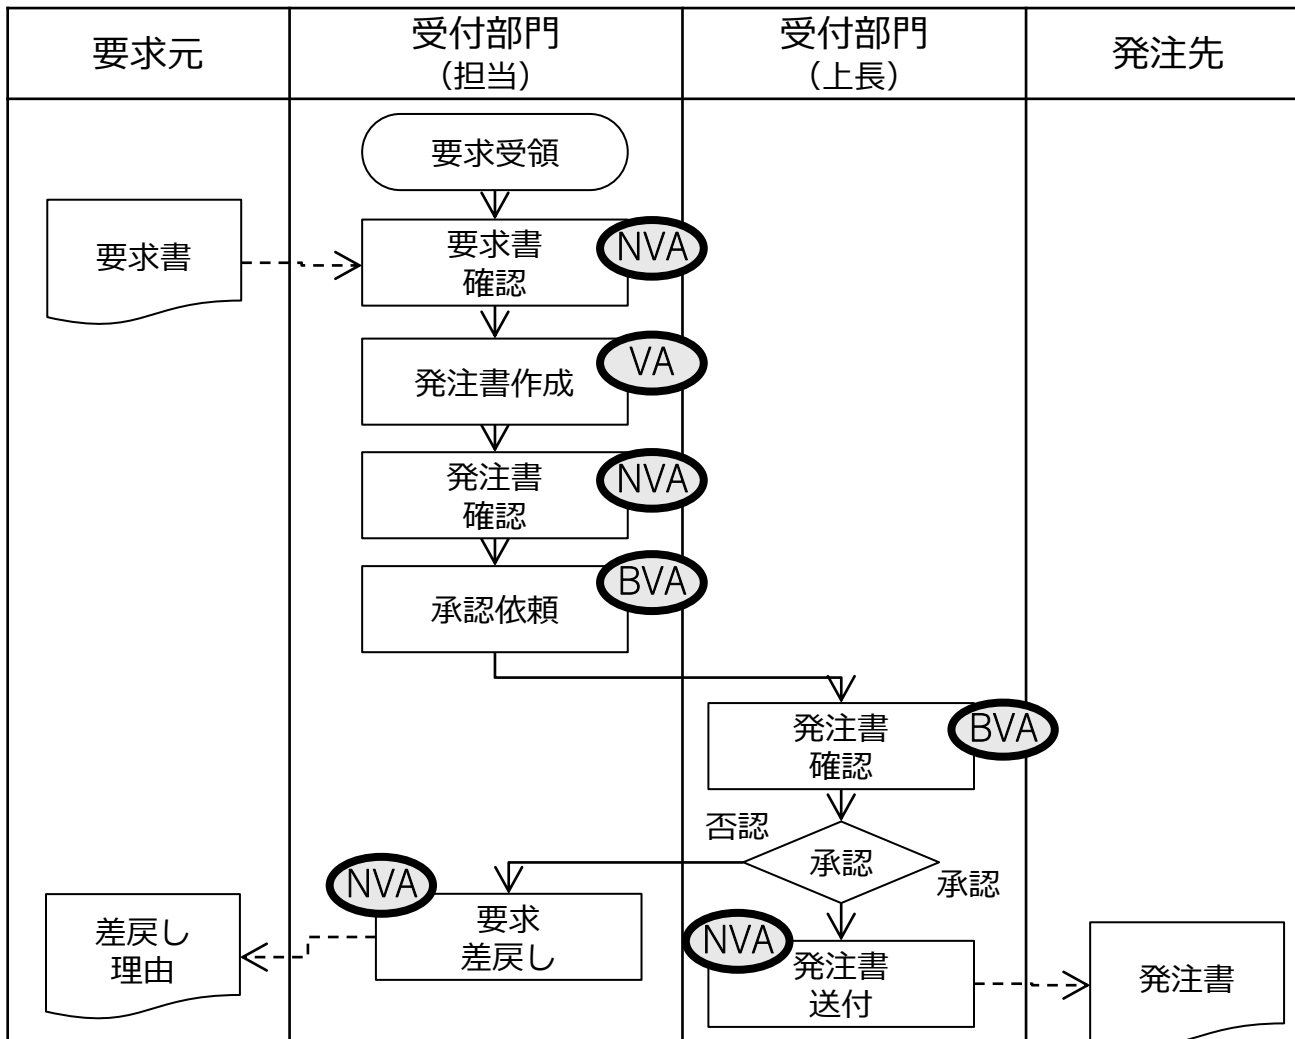 要求元
受付部門
（担当）
受付部門
（上長）
発注先
要求受領
要求書
要求書
確認
NVA
発注書作成
VA
発注書
確認
NVA
承認依頼
BVA
発注書
確認
BVA
否認
承認
承認
NVA
要求
差戻し
差戻し
理由
NVA
発注書
送付
発注書